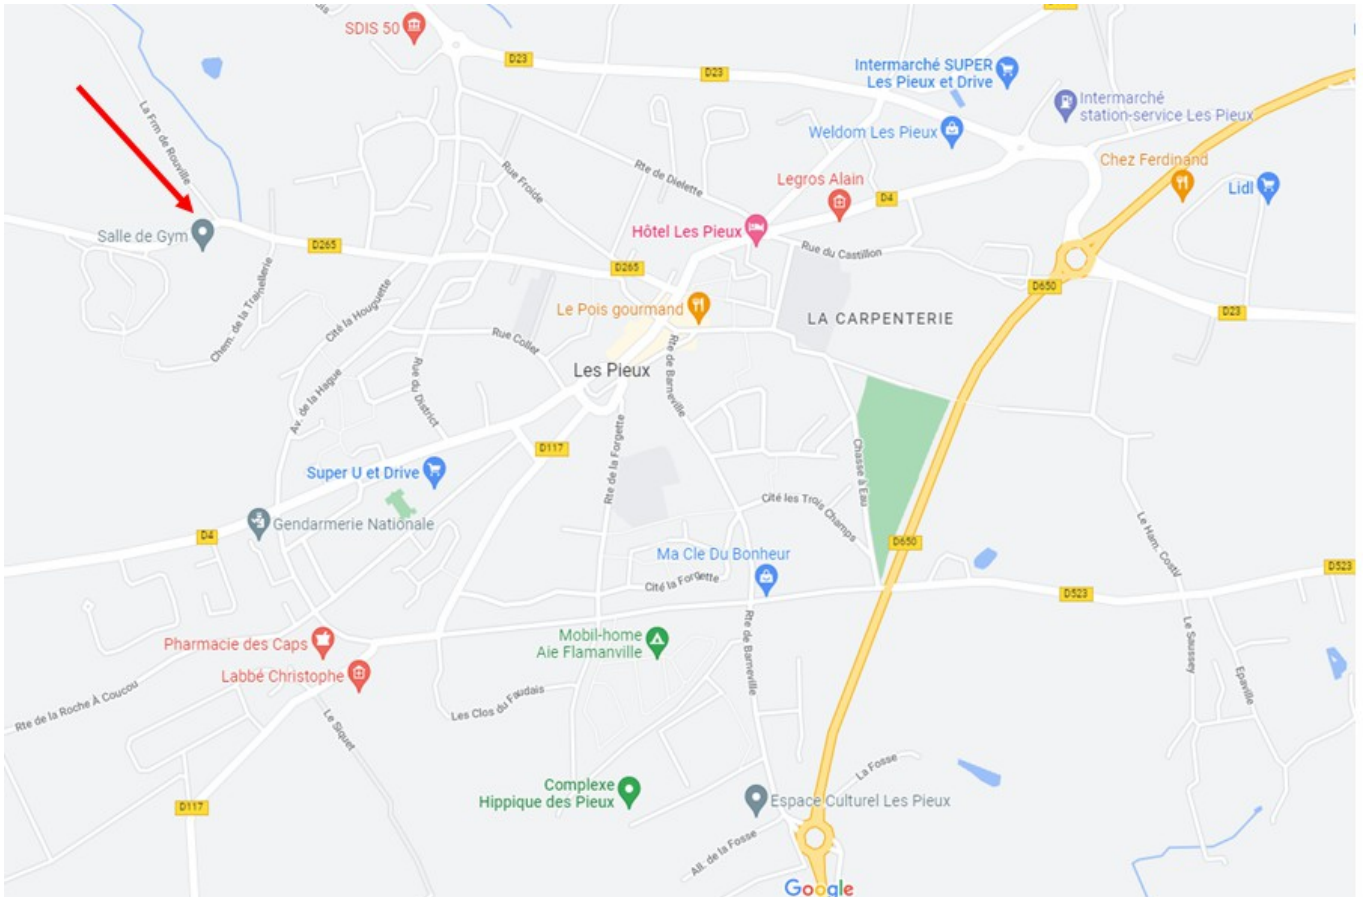 SDIS 50
D23
D23
Intermarché SUPER
Les Pieux et Drive
Intermarché
station-service Les Pieux
Weldom Les Pieux
La Frm de Rouville
Rue Froide
Rte de Dielette
Legros Alain
Chez Ferdinand
Lidl
D4
Salle de Gym
D265
Hôtel Les Pieux
Rue du Castillon
D265
D650
D23
Chem. de la Trainellerie
Cité la Houguette
Le Pois gourmand
LA CARPENTERIE
Rue Collet
Les Pieux
Rte de Barneville
Av. de la Hague
Rue du District
D117
Rte de la Forgette
Chasse à Eau
Super U et Drive
Cité les Trois Champs
Gendarmerie Nationale
D4
D650
Le Ham. Costil
Ma Cle Du Bonheur
Cité la Forgette
D523
D523
Pharmacie des Caps
Mobil-home
Aie Flamanville
Rte de Barneville
Le Saussey
Epaville
Labbé Christophe
Rte de la Roche À Coucou
Les Clos du Faudais
Le Siquet
La Fosse
Complexe
Hippique des Pieux
Espace Culturel Les Pieux
D117
All. de la Fosse
Google